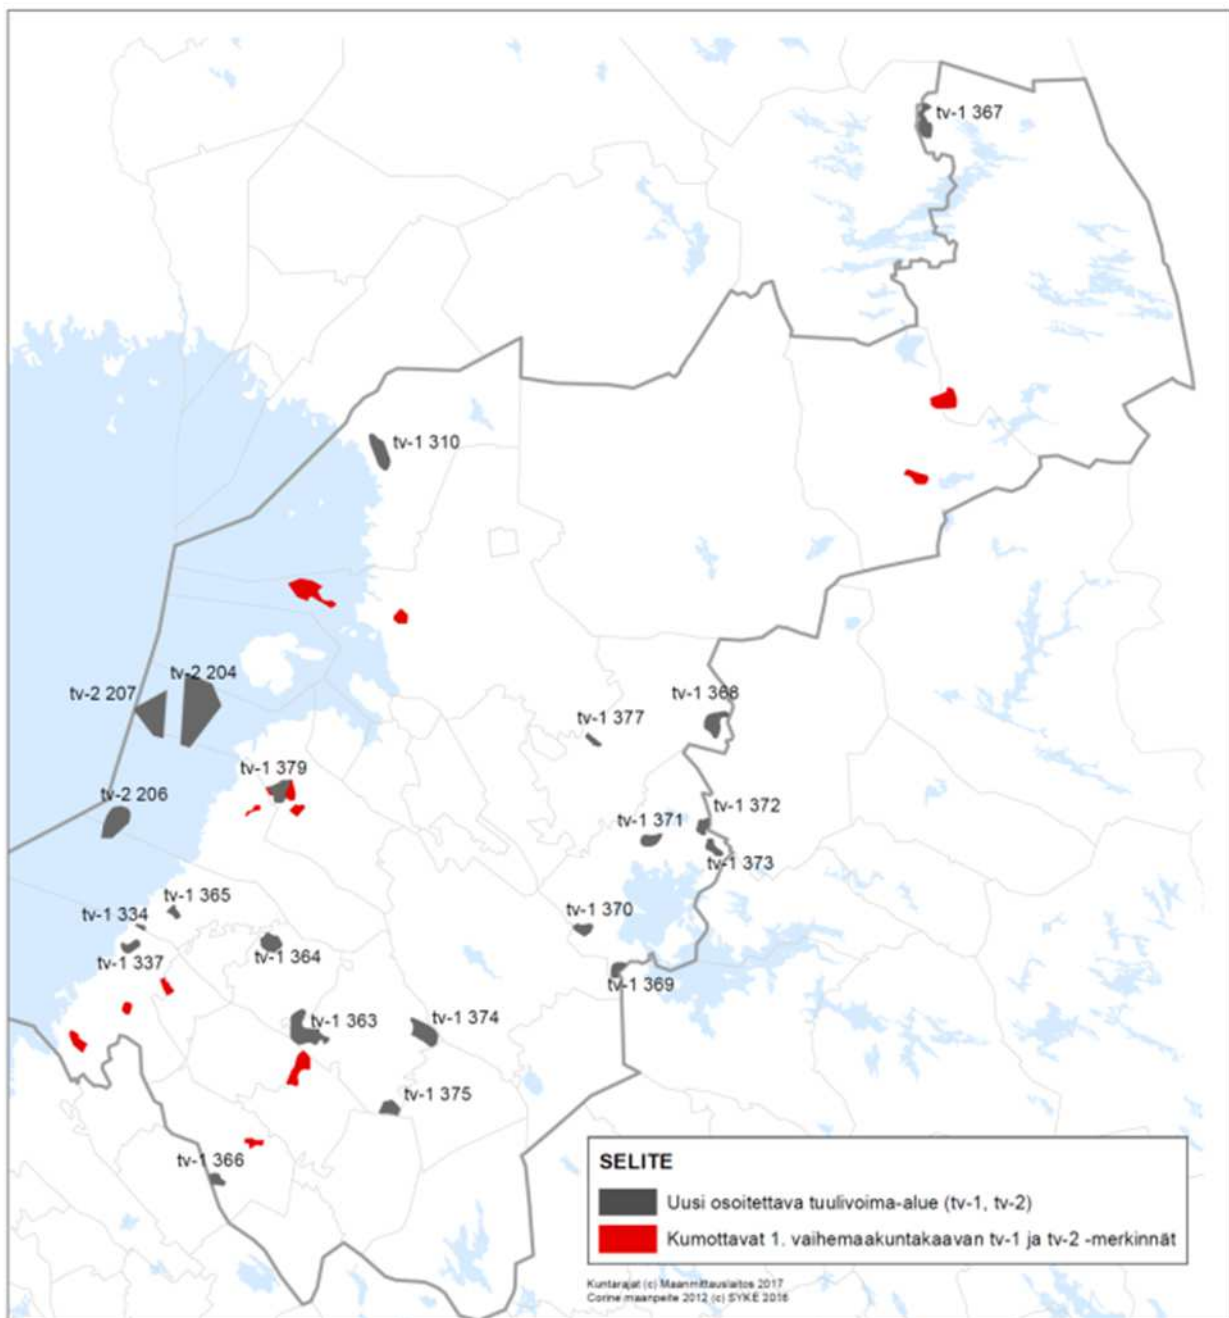 tv-1 367
tv-1 310
tv-2 204
tv-2 207
tv-1 368
tv-1 377
tv-1 379
tv-2 206
tv-1 372
tv-1 371
tv-1 373
tv-1 365
tv-1 334
tv-1 370
tv-1 364
tv-1 337
tv-1 369
tv-1 363
tv-1 374
tv-1 375
tv-1 366
SELITE
Uusi osoitettava tuulivoima-alue (tv-1, tv-2)
Kumottavat 1. vaihemaakuntakaavan tv-1 ja tv-2 -merkinnät
Kuntarajat (c) Maanmittauslaitos 2017
Corine maanpeite 2012 (c) SYKE 2016